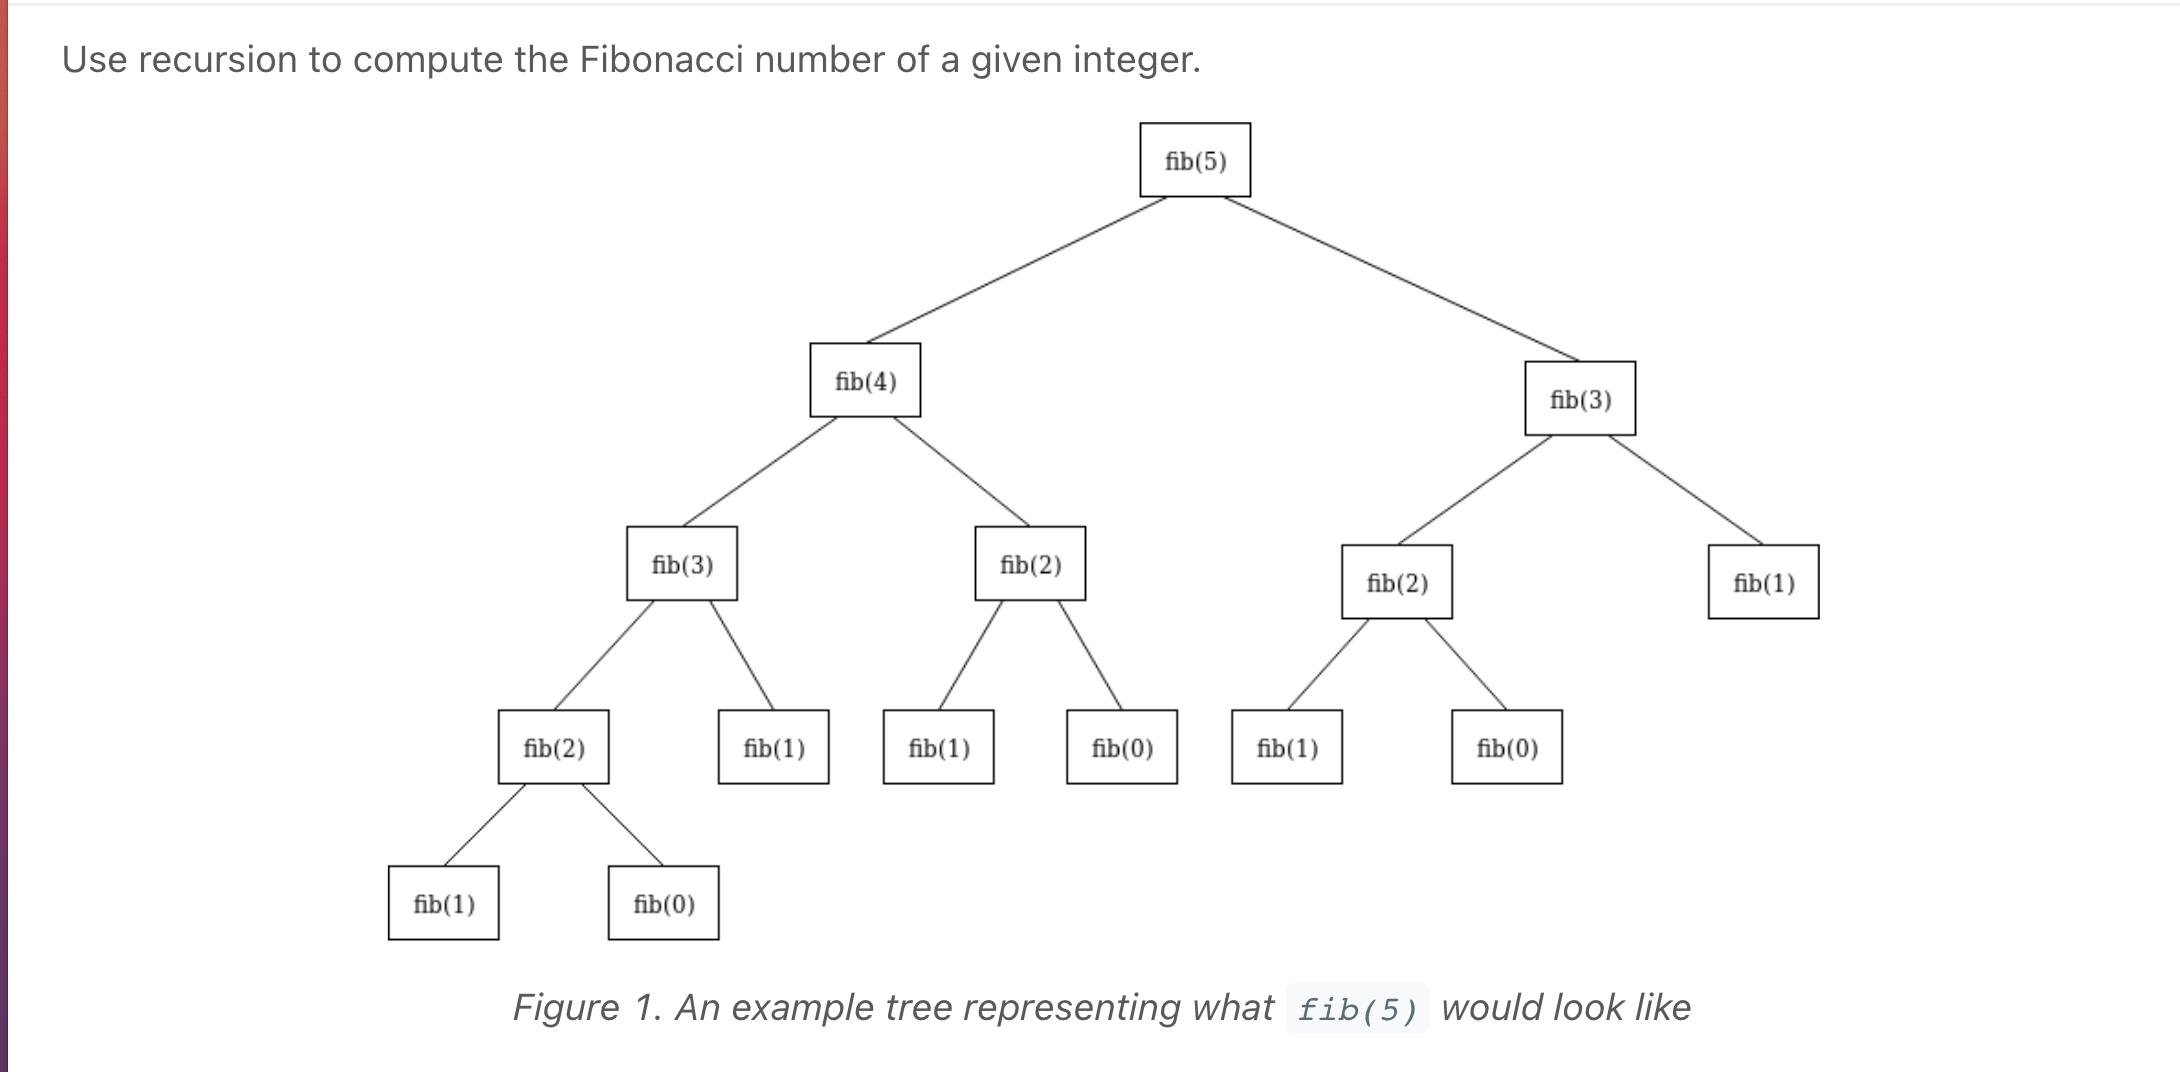 Use recursion to compute the Fibonacci number of a given integer.
fib(5)
fib(4)
fib(3)
fib(3)
fib(2)
fib(2)
fib(1)
fib(2)
fib(1)
fib(1)
fib(0)
fib(1)
fib(0)
fib(1)
fib(0)
Figure 1. An example tree representing what fib(5) would look like